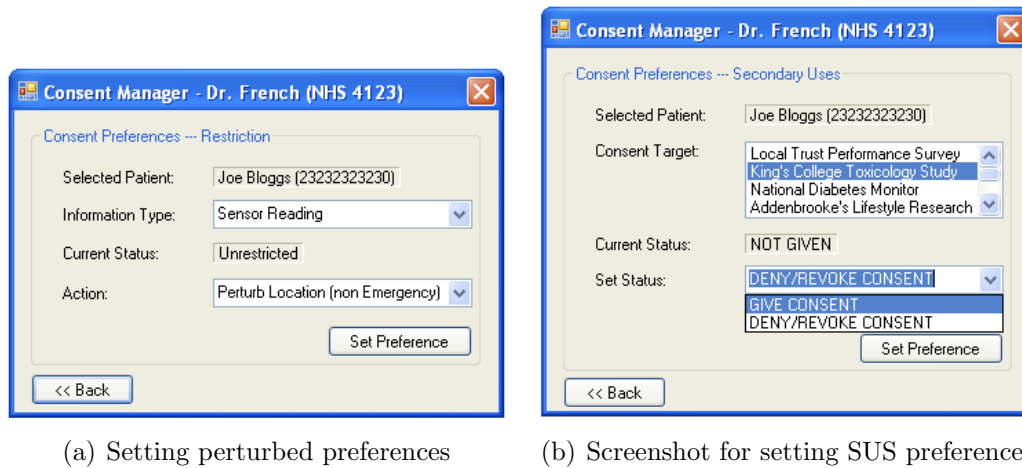 Consent Manager - Dr. French (NHS 4123)
Consent Preferences --- Restriction
Selected Patient: Joe Bloggs (23232323230)
Information Type: Sensor Reading
Current Status: Unrestricted
Action: Perturb Location (non Emergency)
Set Preference
<< Back
(a) Setting perturbed preferences
Consent Manager - Dr. French (NHS 4123)
Consent Preferences --- Secondary Uses
Selected Patient: Joe Bloggs (23232323230)
Consent Target: Local Trust Performance Survey
King's College Toxicology Study
National Diabetes Monitor
Addenbrooke's Lifestyle Research
Current Status: NOT GIVEN
Set Status: DENY/REVOKE CONSENT
GIVE CONSENT
DENY/REVOKE CONSENT
Set Preference
<< Back
(b) Screenshot for setting SUS preference